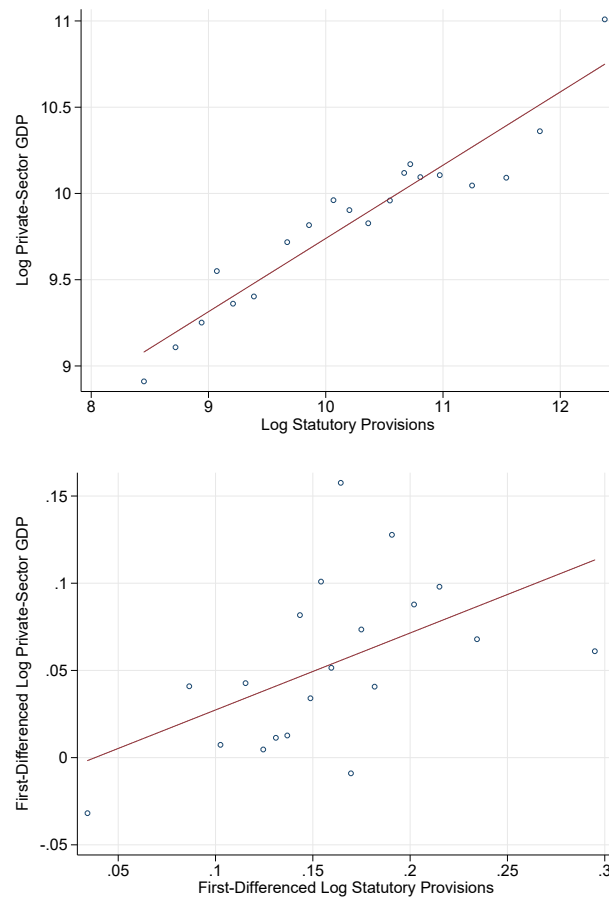 11
10.5
10
9.5
9
Log Private-Sector GDP
8 9 10 11 12
Log Statutory Provisions
.15
.1
.05
0
-.05
First-Differenced Log Private-Sector GDP
.05 .1 .15 .2 .25 .3
First-Differenced Log Statutory Provisions